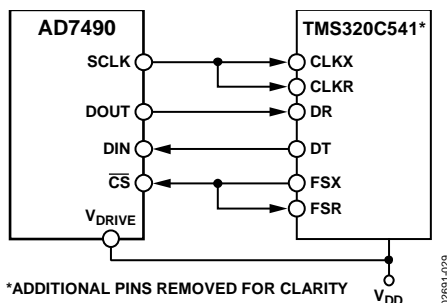 AD7490
TMS320C541*
SCLK
CLKX
CLKR
DOUT
DR
DIN
DT
CS
FSX
FSR
VDRIVE
*ADDITIONAL PINS REMOVED FOR CLARITY
VDD
07691-029